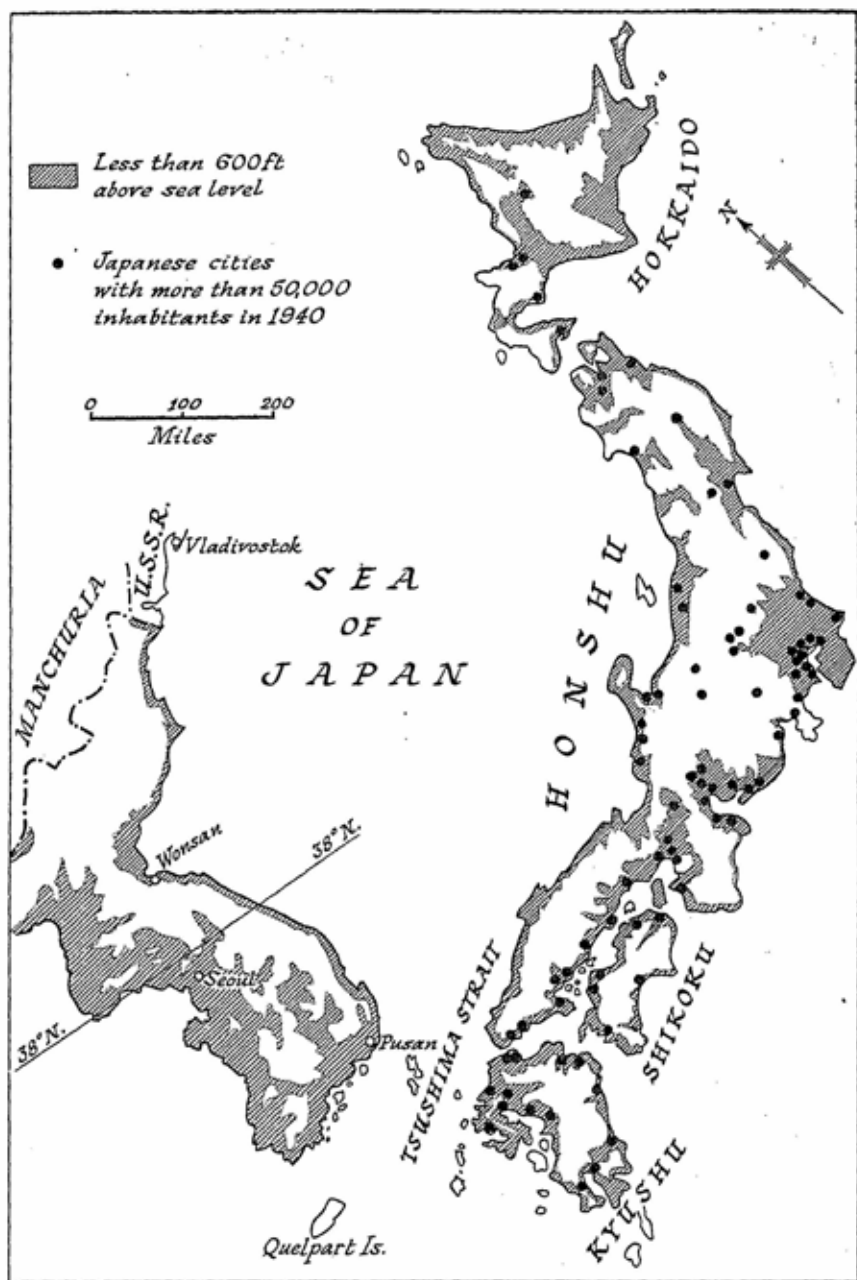 Less than 600ft
above sea level
Japanese cities
with more than 50,000
inhabitants in 1940
0 100 200
Miles
HOKKAIDO
N
U.S.S.R.
Vladivostok
MANCHURIA
SEA
OF
JAPAN
HONSHU
Wonsan
38°N.
Seoul
38°N.
Pusan
TSUSHIMA STRAIT
SHIKOKU
KYUSHU
Quelpart Is.